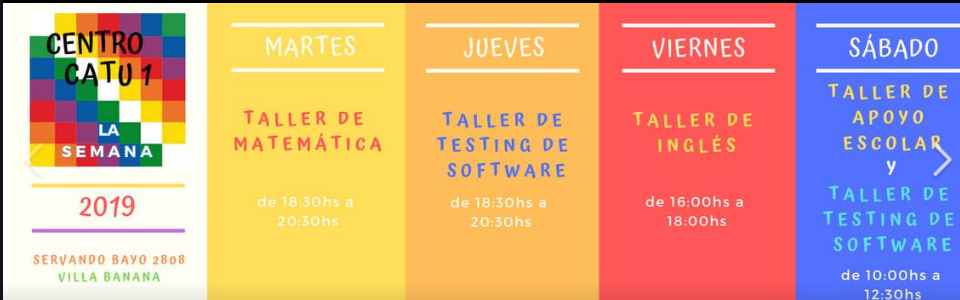 CENTRO
CATU 1
LA
SEMANA
2019
SERVANDO BAYO 2808
VILLA BANANA
MARTES
TALLER DE
MATEMÁTICA
de 18:30hs a
20:30hs
JUEVES
TALLER DE
TESTING DE
SOFTWARE
de 18:30hs a
20:30hs
VIERNES
TALLER DE
INGLÉS
de 16:00hs a
18:00hs
SÁBADO
TALLER DE
APOYO
ESCOLAR
y
TALLER DE
TESTING DE
SOFTWARE
de 10:00hs a
12:30hs